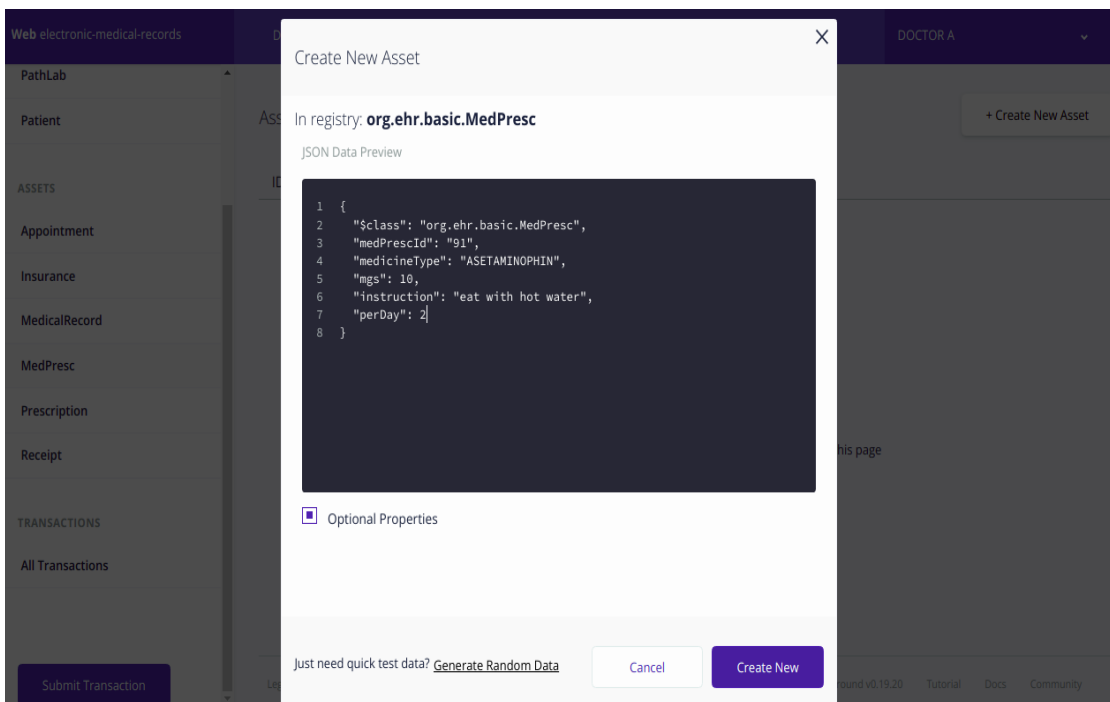 Web electronic-medical-records
DOCTOR A
PathLab
Patient
ASSETS
Appointment
Insurance
MedicalRecord
MedPresc
Prescription
Receipt
TRANSACTIONS
All Transactions
Submit Transaction
+ Create New Asset
Create New Asset
X
In registry: org.ehr.basic.MedPresc
JSON Data Preview
1 {
2 "$class": "org.ehr.basic.MedPresc",
3 "medPrescId": "91",
4 "medicineType": "ASETAMINOPHIN",
5 "mgs": 10,
6 "instruction": "eat with hot water",
7 "perDay": 2
8 }
Optional Properties
Just need quick test data? Generate Random Data
Cancel
Create New
his page
v0.19.20
Tutorial
Docs
Community